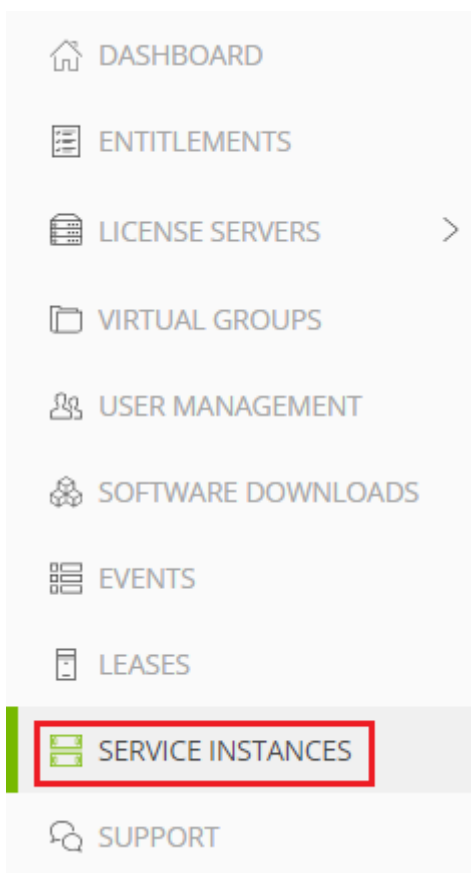 DASHBOARD
ENTITLEMENTS
LICENSE SERVERS
VIRTUAL GROUPS
USER MANAGEMENT
SOFTWARE DOWNLOADS
EVENTS
LEASES
SERVICE INSTANCES
SUPPORT